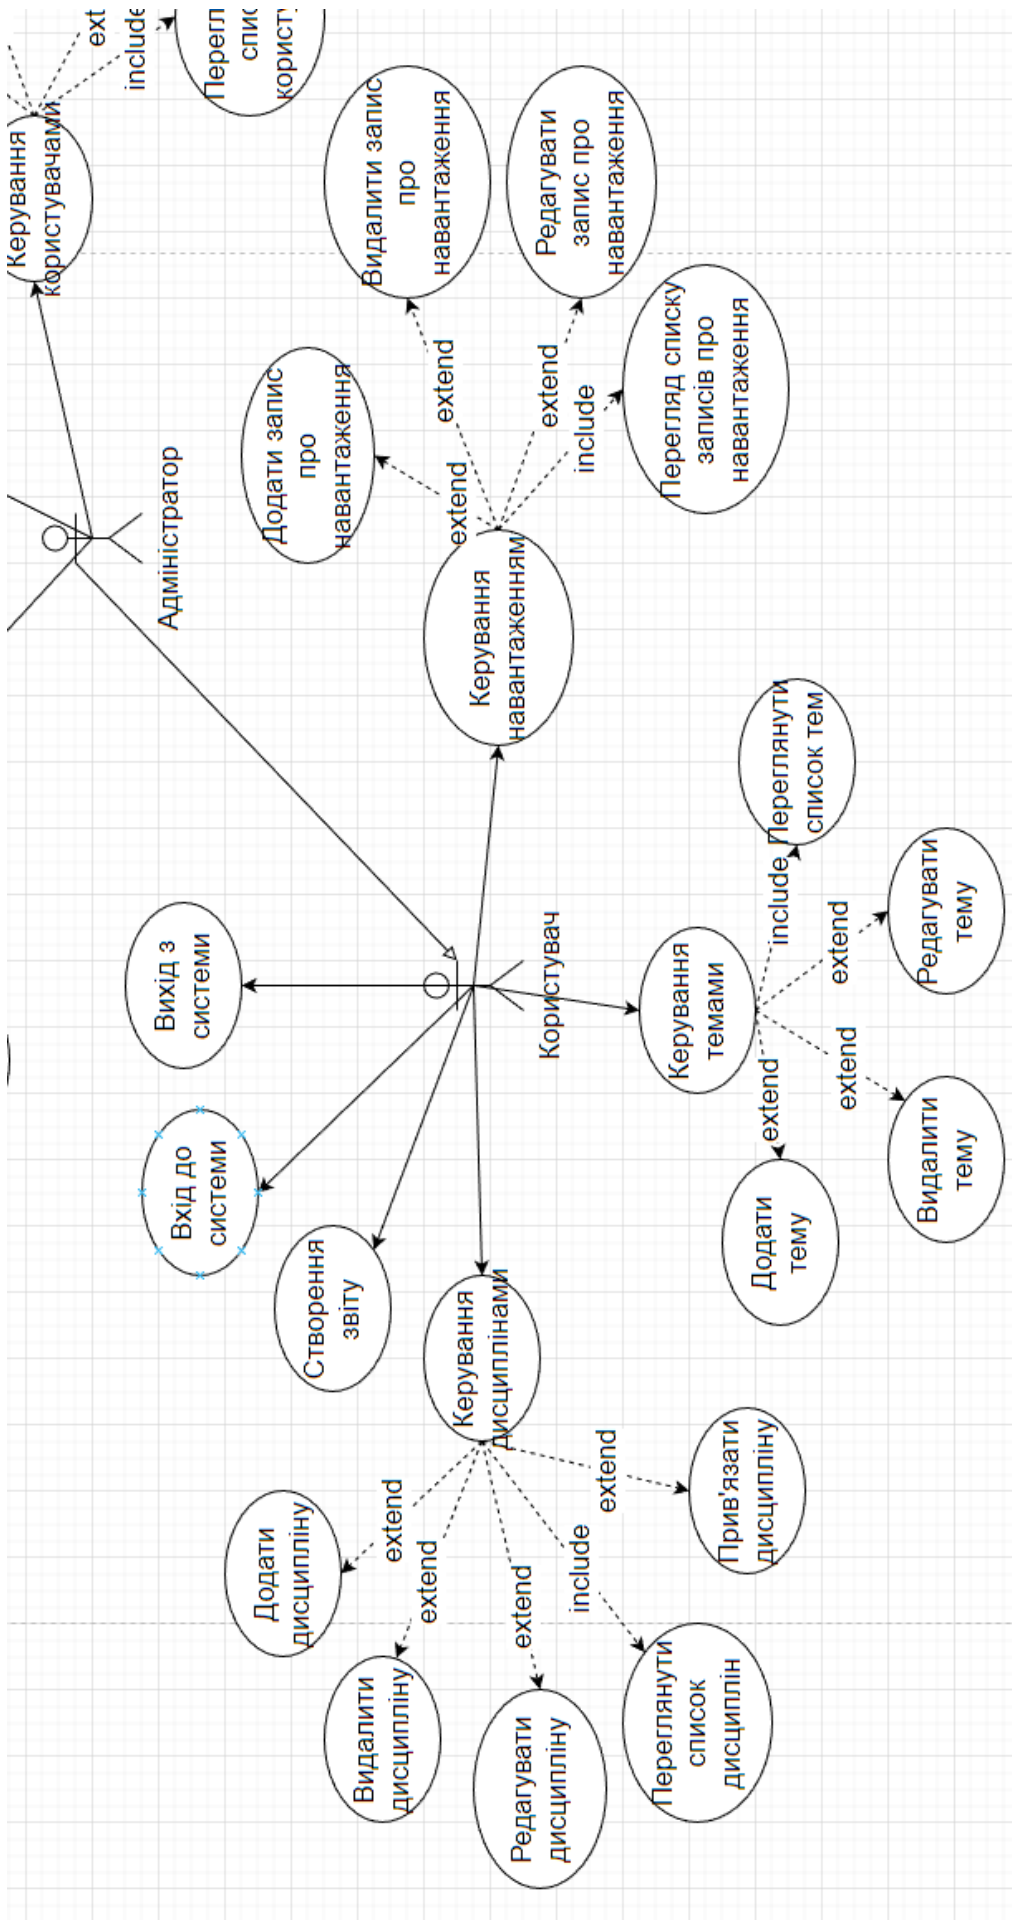 Керування
користувачами
ext
include
Перегл
корист
Адміністратор
Вихід з
системи
Вхід до
системи
Створення
звіту
Користувач
Додати
дисципліну
Видалити
дисципліну
Редагувати
дисципліну
Переглянути
список
дисциплін
Прив'язати
дисципліну
extend
extend
extend
include
extend
Керування
дисциплінами
Керування
темами
extend
extend
extend
include
Додати
тему
Видалити
тему
Редагувати
тему
Переглянути
список тем
Керування
навантаженням
extend
extend
extend
include
Додати запис
про
навантаження
Видалити запис
про
навантаження
Редагувати
запис про
навантаження
Перегляд списку
записів про
навантаження